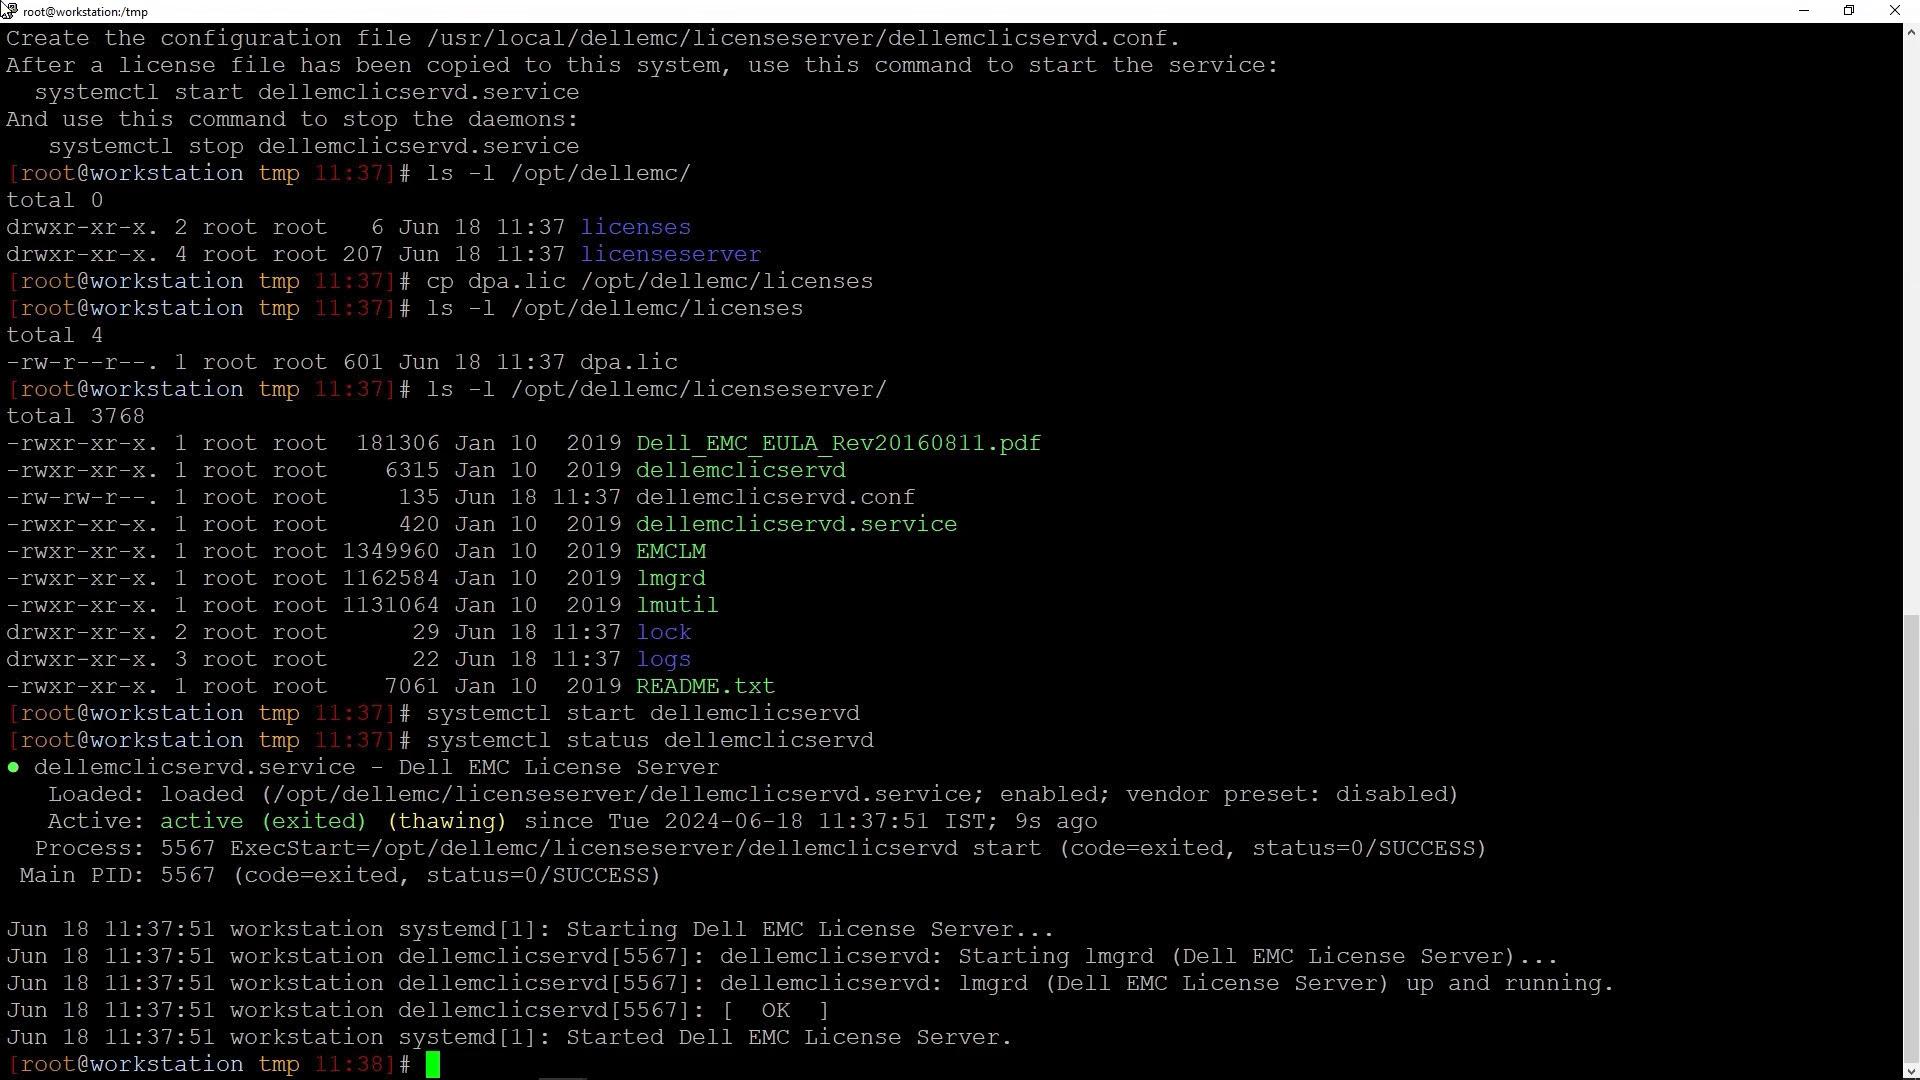 root@workstation:/tmp
Create the configuration file /usr/local/dellemc/licenseserver/dellemclicservd.conf.
After a license file has been copied to this system, use this command to start the service:
  systemctl start dellemclicservd.service
And use this command to stop the daemons:
   systemctl stop dellemclicservd.service
[root@workstation tmp 11:37]# ls -l /opt/dellemc/
total 0
drwxr-xr-x. 2 root root   6 Jun 18 11:37 licenses
drwxr-xr-x. 4 root root 207 Jun 18 11:37 licenseserver
[root@workstation tmp 11:37]# cp dpa.lic /opt/dellemc/licenses
[root@workstation tmp 11:37]# ls -l /opt/dellemc/licenses
total 4
-rw-r--r--. 1 root root 601 Jun 18 11:37 dpa.lic
[root@workstation tmp 11:37]# ls -l /opt/dellemc/licenseserver/
total 3768
-rwxr-xr-x. 1 root root  181306 Jan 10  2019 Dell_EMC_EULA_Rev20160811.pdf
-rwxr-xr-x. 1 root root    6315 Jan 10  2019 dellemclicservd
-rw-rw-r--. 1 root root     135 Jun 18 11:37 dellemclicservd.conf
-rwxr-xr-x. 1 root root     420 Jan 10  2019 dellemclicservd.service
-rwxr-xr-x. 1 root root 1349960 Jan 10  2019 EMCLM
-rwxr-xr-x. 1 root root 1162584 Jan 10  2019 lmgrd
-rwxr-xr-x. 1 root root 1131064 Jan 10  2019 lmutil
drwxr-xr-x. 2 root root      29 Jun 18 11:37 lock
drwxr-xr-x. 3 root root      22 Jun 18 11:37 logs
-rwxr-xr-x. 1 root root    7061 Jan 10  2019 README.txt
[root@workstation tmp 11:37]# systemctl start dellemclicservd
[root@workstation tmp 11:37]# systemctl status dellemclicservd
● dellemclicservd.service - Dell EMC License Server
   Loaded: loaded (/opt/dellemc/licenseserver/dellemclicservd.service; enabled; vendor preset: disabled)
   Active: active (exited) (thawing) since Tue 2024-06-18 11:37:51 IST; 9s ago
  Process: 5567 ExecStart=/opt/dellemc/licenseserver/dellemclicservd start (code=exited, status=0/SUCCESS)
 Main PID: 5567 (code=exited, status=0/SUCCESS)
Jun 18 11:37:51 workstation systemd[1]: Starting Dell EMC License Server...
Jun 18 11:37:51 workstation dellemclicservd[5567]: dellemclicservd: Starting lmgrd (Dell EMC License Server)...
Jun 18 11:37:51 workstation dellemclicservd[5567]: dellemclicservd: lmgrd (Dell EMC License Server) up and running.
Jun 18 11:37:51 workstation dellemclicservd[5567]: [  OK  ]
Jun 18 11:37:51 workstation systemd[1]: Started Dell EMC License Server.
[root@workstation tmp 11:38]#